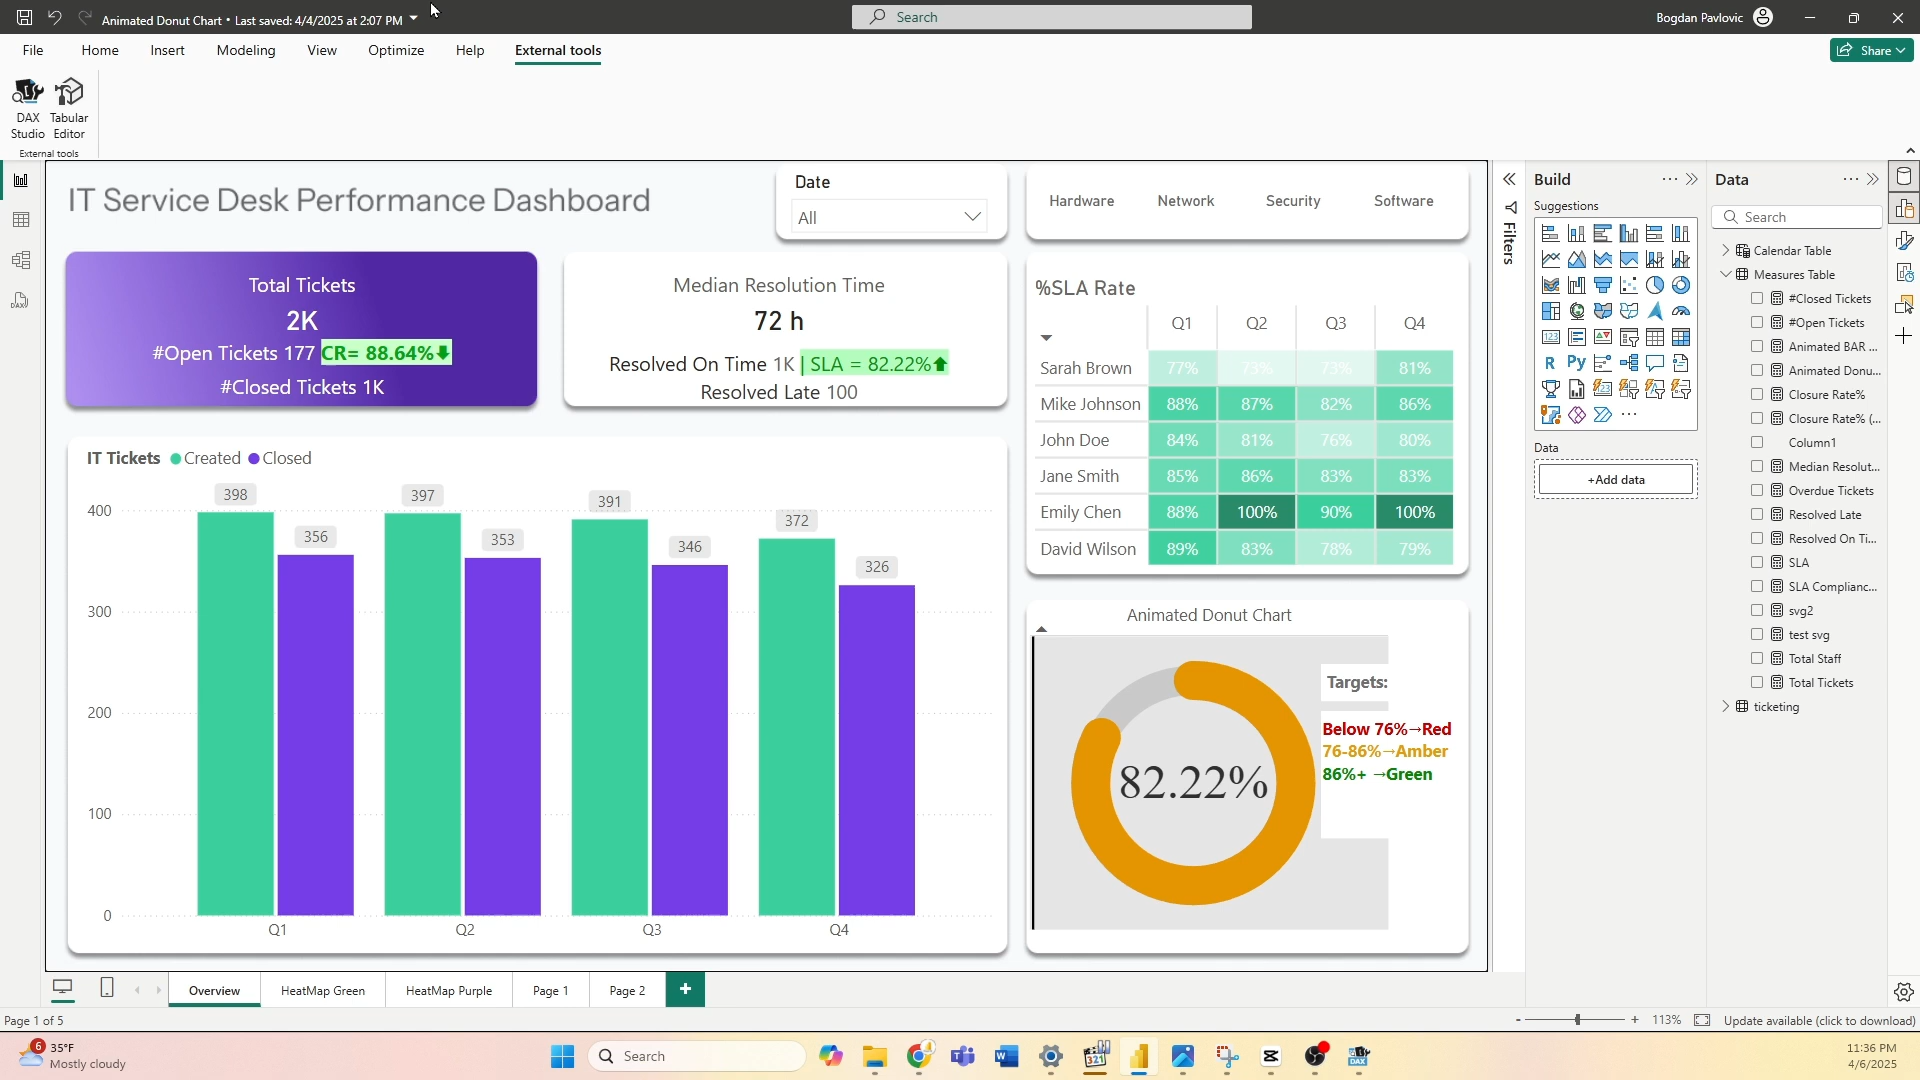 Animated Donut Chart • Last saved: 4/4/2025 at 2:07 PM
Search
Bogdan Pavlovic
File
Home
Insert
Modeling
View
Optimize
Help
External tools
Share
DAX Studio
Tabular Editor
External tools
IT Service Desk Performance Dashboard
Date
All
Hardware
Network
Security
Software
Total Tickets
2K
#Open Tickets 177 CR= 88.64%
#Closed Tickets 1K
Median Resolution Time
72 h
Resolved On Time 1K | SLA = 82.22%
Resolved Late 100
%SLA Rate
Q1 Q2 Q3 Q4
Sarah Brown 77% 73% 73% 81%
Mike Johnson 88% 87% 82% 86%
John Doe 84% 81% 76% 80%
Jane Smith 85% 86% 83% 83%
Emily Chen 88% 100% 90% 100%
David Wilson 89% 83% 78% 79%
IT Tickets Created Closed
400
300
200
100
0
398
356
397
353
391
346
372
326
Q1
Q2
Q3
Q4
Animated Donut Chart
82.22%
Targets:
Below 76%→Red
76-86%→Amber
86%+ →Green
Filters
Build
Suggestions
R
Py
123
Data
+Add data
Data
Search
Calendar Table
Measures Table
#Closed Tickets
#Open Tickets
Animated BAR ...
Animated Donu...
Closure Rate%
Closure Rate% (...
Column1
Median Resolut...
Overdue Tickets
Resolved Late
Resolved On Ti...
SLA
SLA Complianc...
svg2
test svg
Total Staff
Total Tickets
ticketing
Overview
HeatMap Green
HeatMap Purple
Page 1
Page 2
+
Page 1 of 5
- + 113%
Update available (click to download)
6
35°F
Mostly cloudy
Search
321
DAX
11:36 PM
4/6/2025